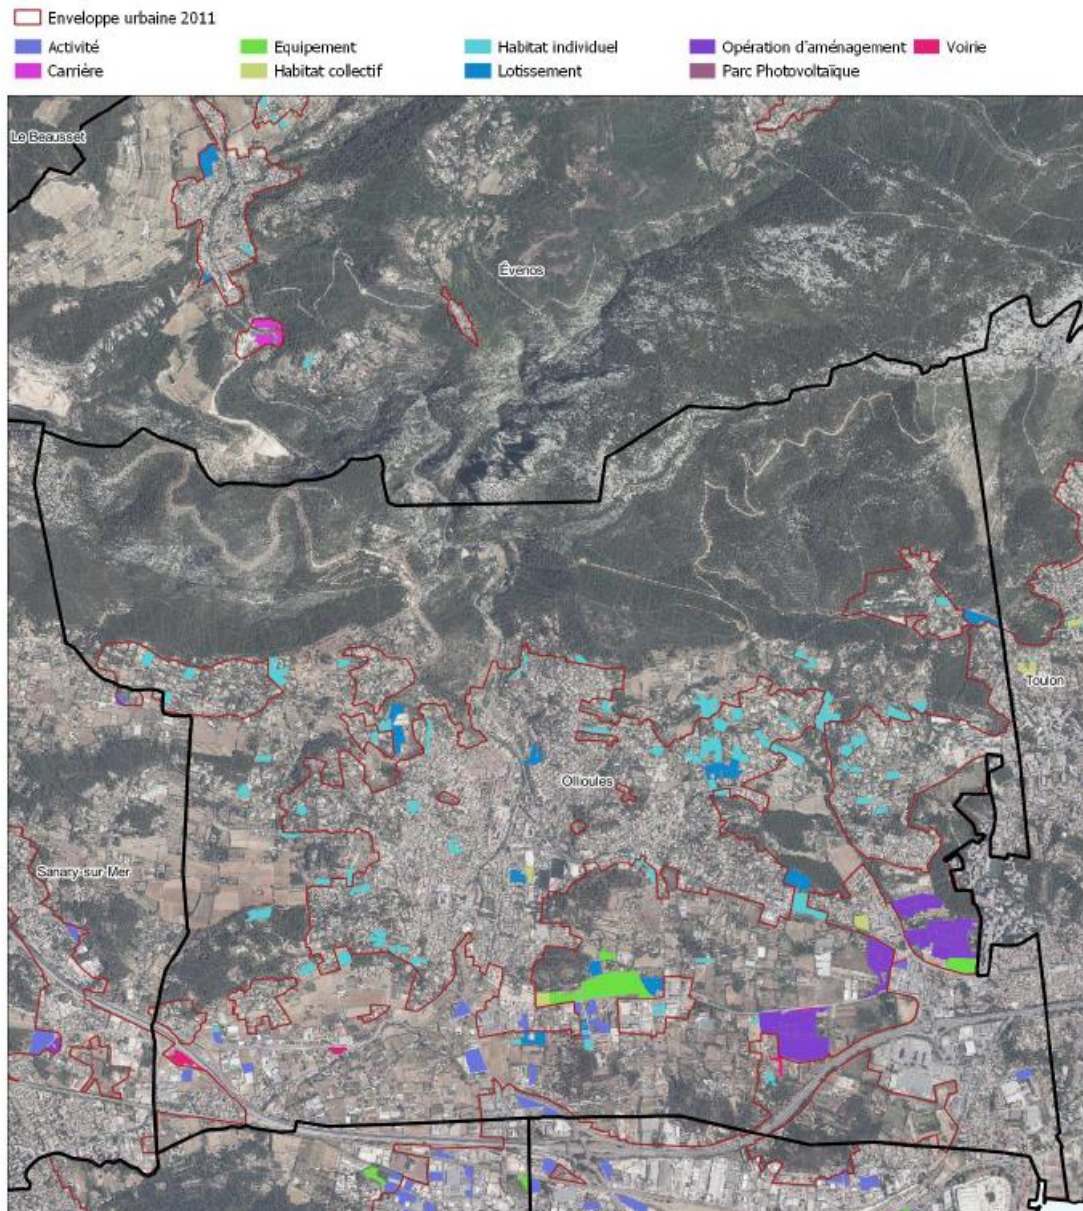 Enveloppe urbaine 2011
Activité Equipement Habitat individuel Opération d'aménagement Voirie
Carrière Habitat collectif Lotissement Parc Photovoltaïque
Le Beausset
Évenos
Toulon
Ollioules
Sanary-sur-Mer